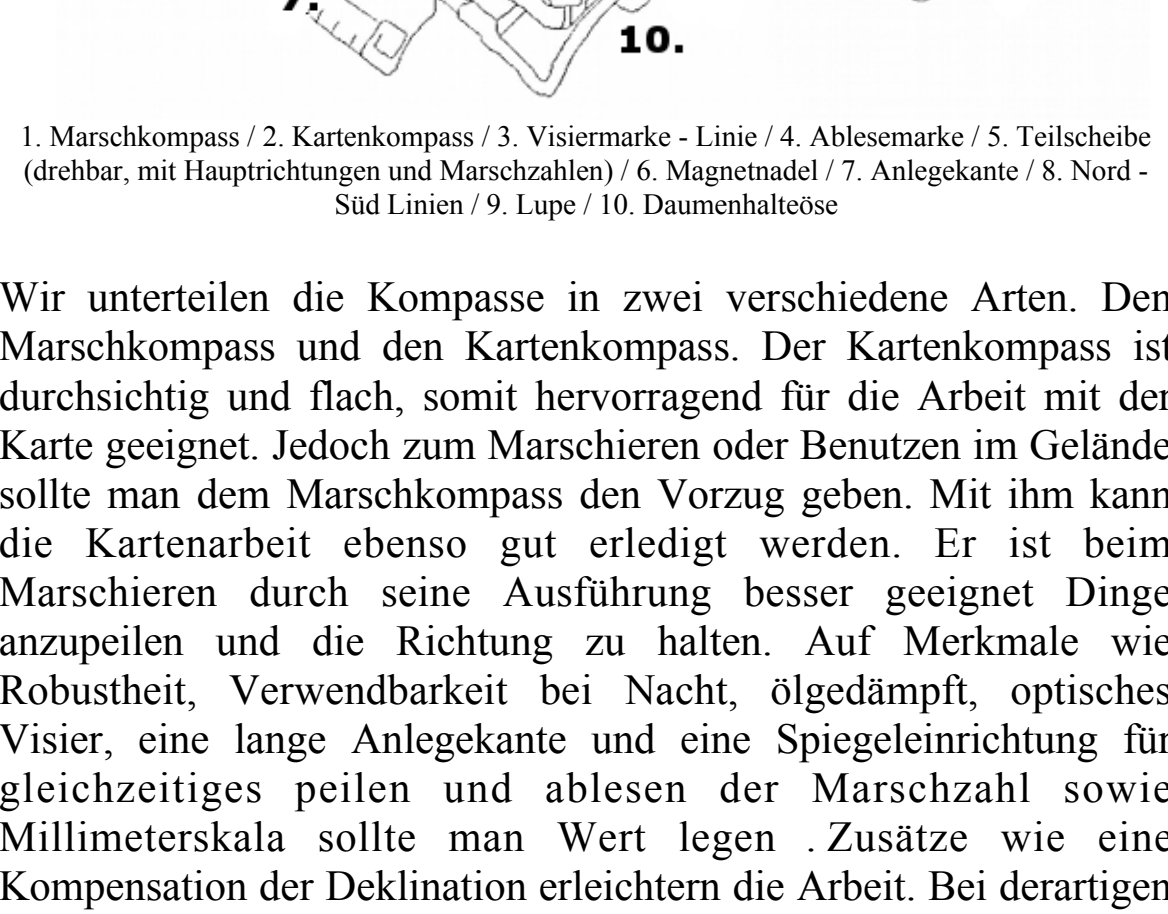 7.
10.
1. Marschkompass / 2. Kartenkompass / 3. Visiermarke - Linie / 4. Ablesemarke / 5. Teilscheibe
(drehbar, mit Hauptrichtungen und Marschzahlen) / 6. Magnetnadel / 7. Anlegekante / 8. Nord -
Süd Linien / 9. Lupe / 10. Daumenhalteöse
Wir unterteilen die Kompasse in zwei verschiedene Arten. Den
Marschkompass und den Kartenkompass. Der Kartenkompass ist
durchsichtig und flach, somit hervorragend für die Arbeit mit der
Karte geeignet. Jedoch zum Marschieren oder Benutzen im Gelände
sollte man dem Marschkompass den Vorzug geben. Mit ihm kann
die Kartenarbeit ebenso gut erledigt werden. Er ist beim
Marschieren durch seine Ausführung besser geeignet Dinge
anzupeilen und die Richtung zu halten. Auf Merkmale wie
Robustheit, Verwendbarkeit bei Nacht, ölgedämpft, optisches
Visier, eine lange Anlegekante und eine Spiegeleinrichtung für
gleichzeitiges peilen und ablesen der Marschzahl sowie
Millimeterskala sollte man Wert legen . Zusätze wie eine
Kompensation der Deklination erleichtern die Arbeit. Bei derartigen